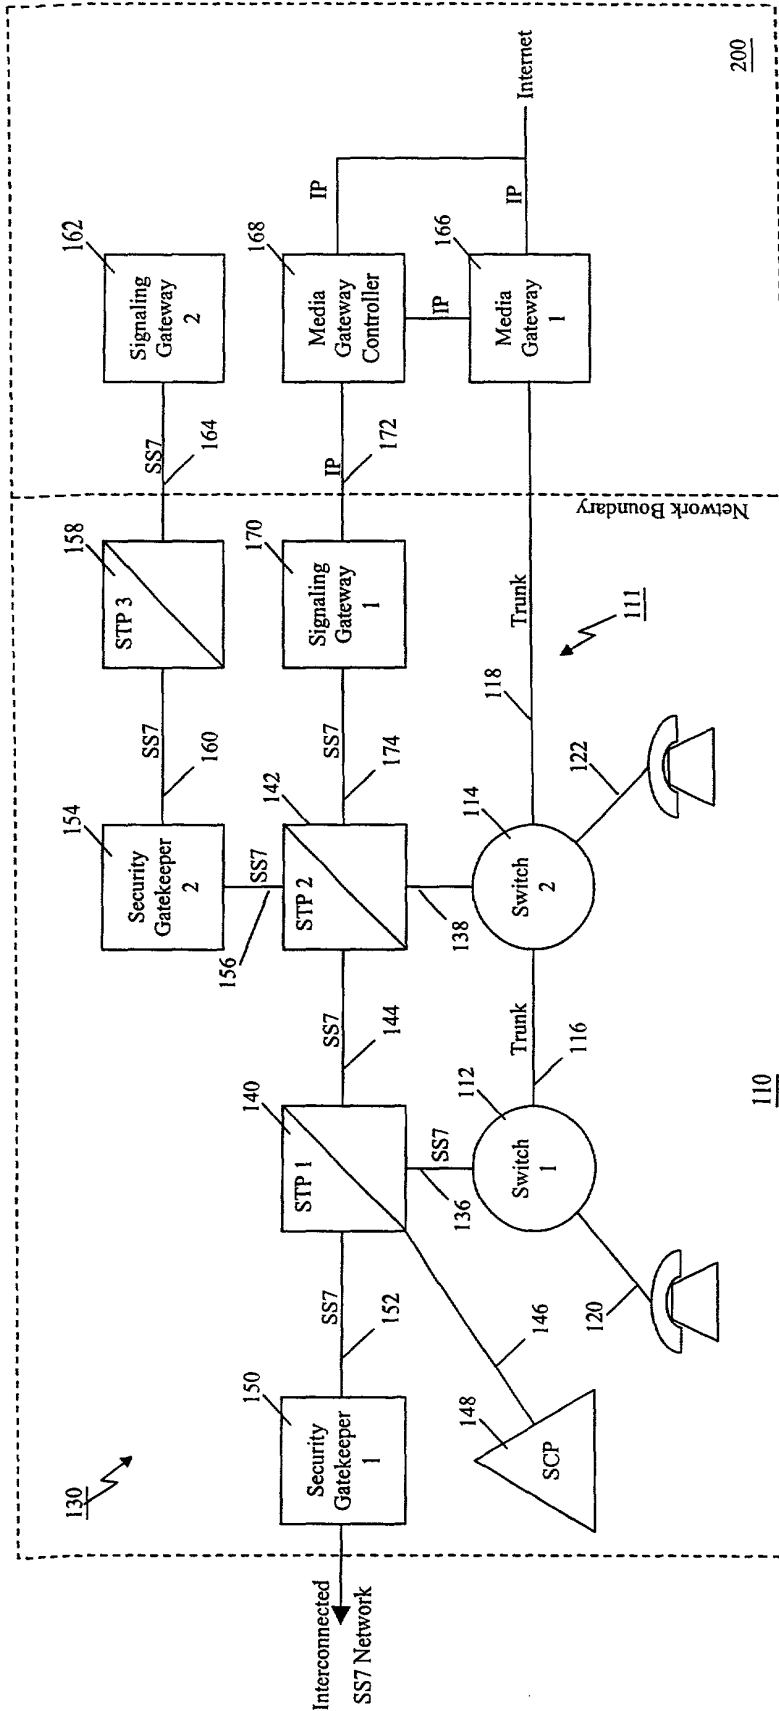 130
Interconnected
SS7 Network
150
Security
Gatekeeper
1
SS7
152
140
STP 1
SS7
144
154
Security
Gatekeeper
2
SS7
156
SS7
160
158
STP 3
SS7
164
162
Signaling
Gateway
2
142
STP 2
SS7
174
170
Signaling
Gateway
1
IP
172
168
Media
Gateway
Controller
IP
IP
166
Media
Gateway
1
IP
Internet
200
Network Boundary
148
SCP
146
136
SS7
112
Switch
1
Trunk
116
138
114
Switch
2
118
Trunk
111
120
122
110